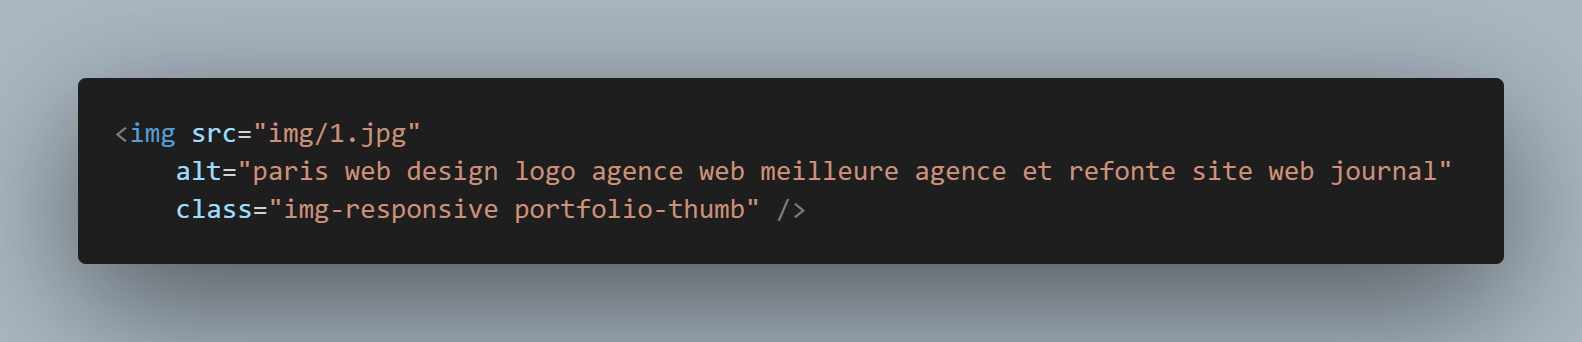 <img src="img/1.jpg"
alt="paris web design logo agence web meilleure agence et refonte site web journal"
class="img-responsive portfolio-thumb" />